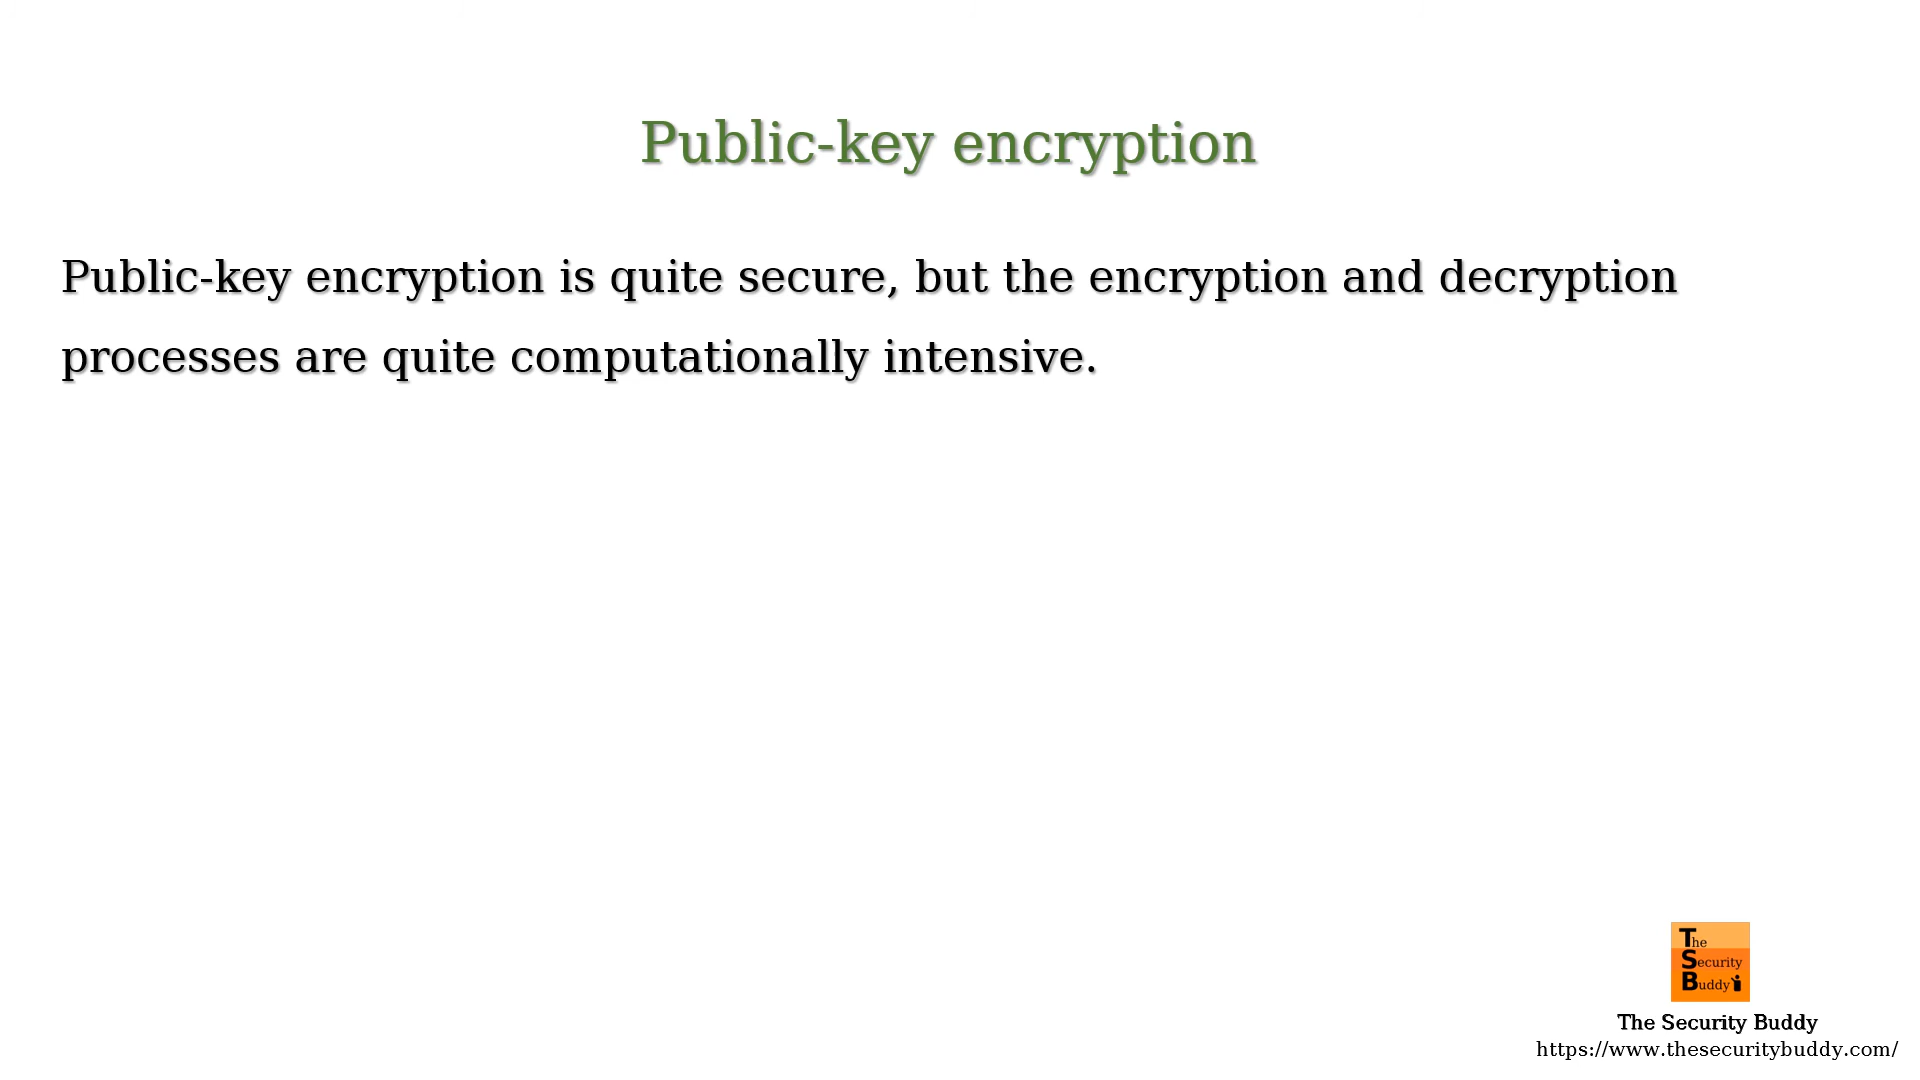 Public-key encryption
Public-key encryption is quite secure, but the encryption and decryption
processes are quite computationally intensive.
The
Security
Buddy
The Security Buddy
https://www.thesecuritybuddy.com/